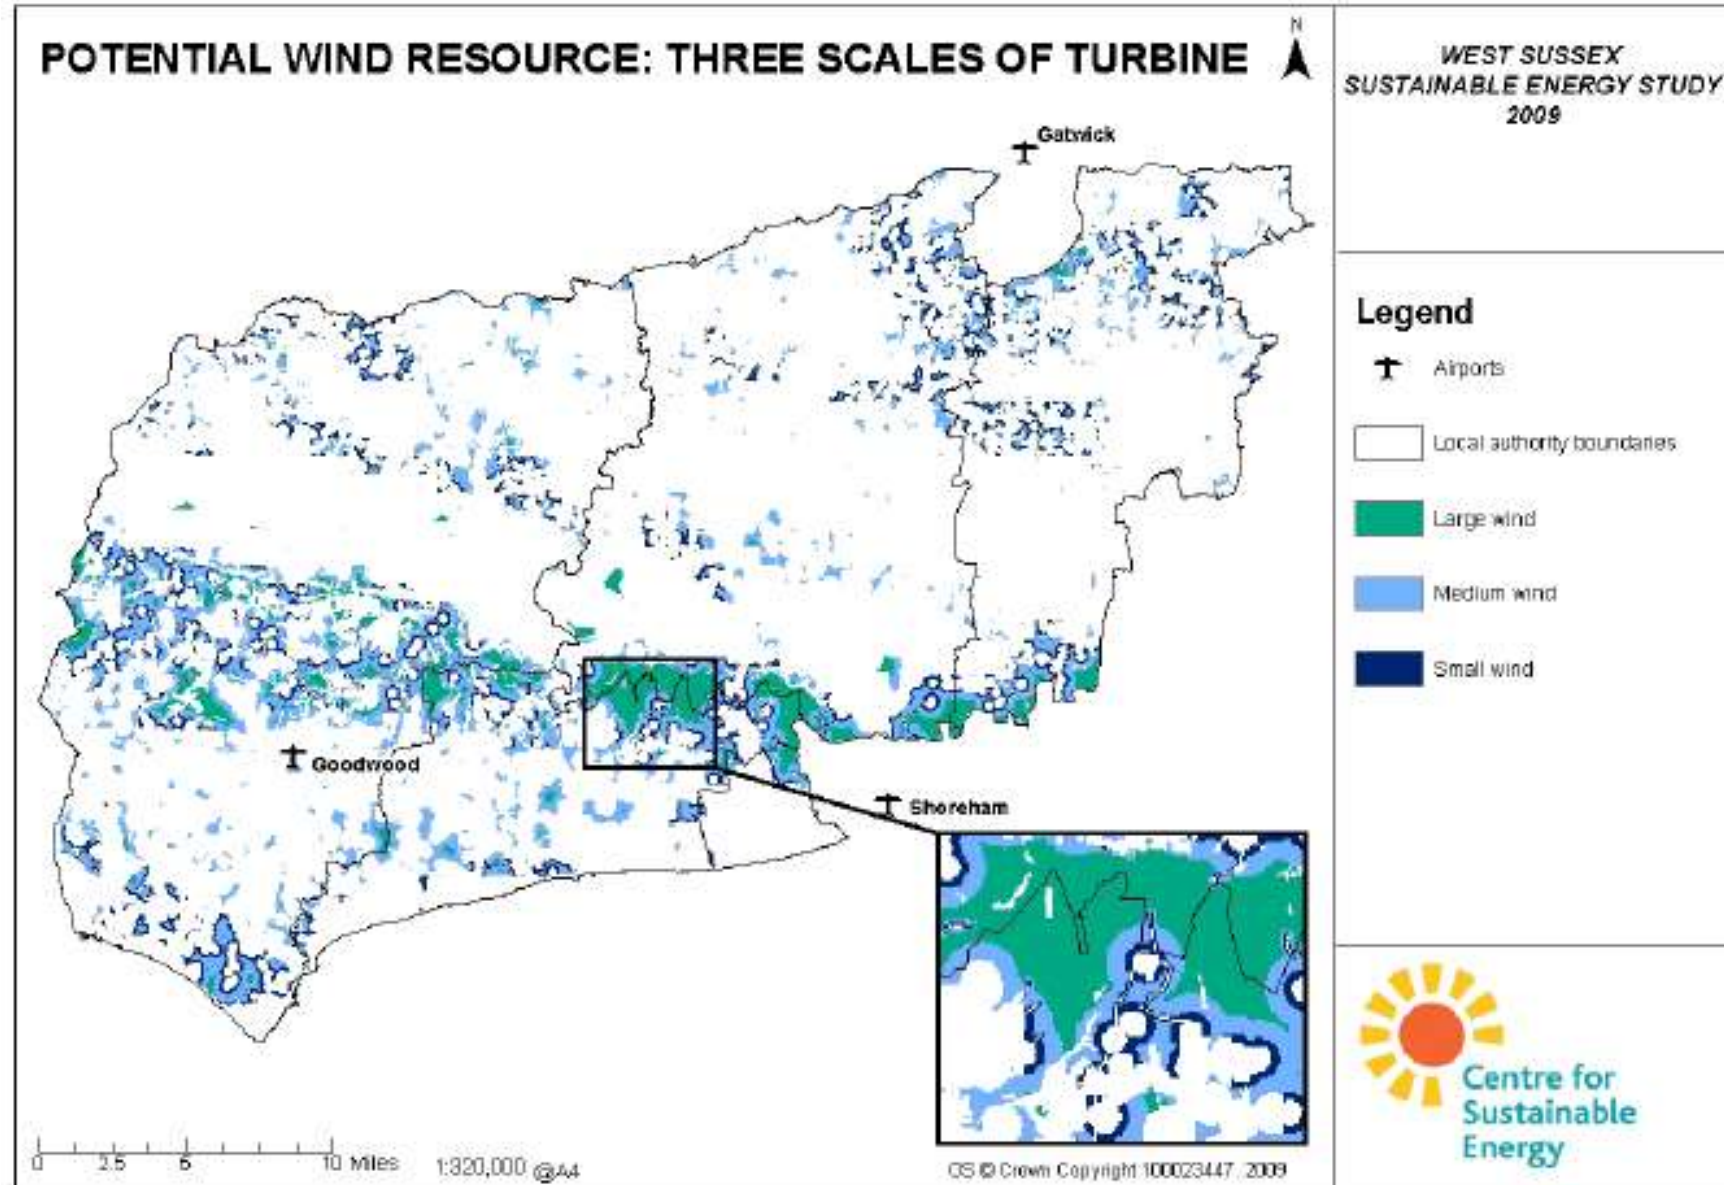 POTENTIAL WIND RESOURCE: THREE SCALES OF TURBINE
N
WEST SUSSEX
SUSTAINABLE ENERGY STUDY
2009
Gatwick
Legend
Airports
Local authority boundaries
Large wind
Medium wind
Small wind
Goodwood
Shoreham
Centre for
Sustainable
Energy
0 2.5 5 10 Miles
1:320,000 @A4
OS © Crown Copyright 100023447. 2009